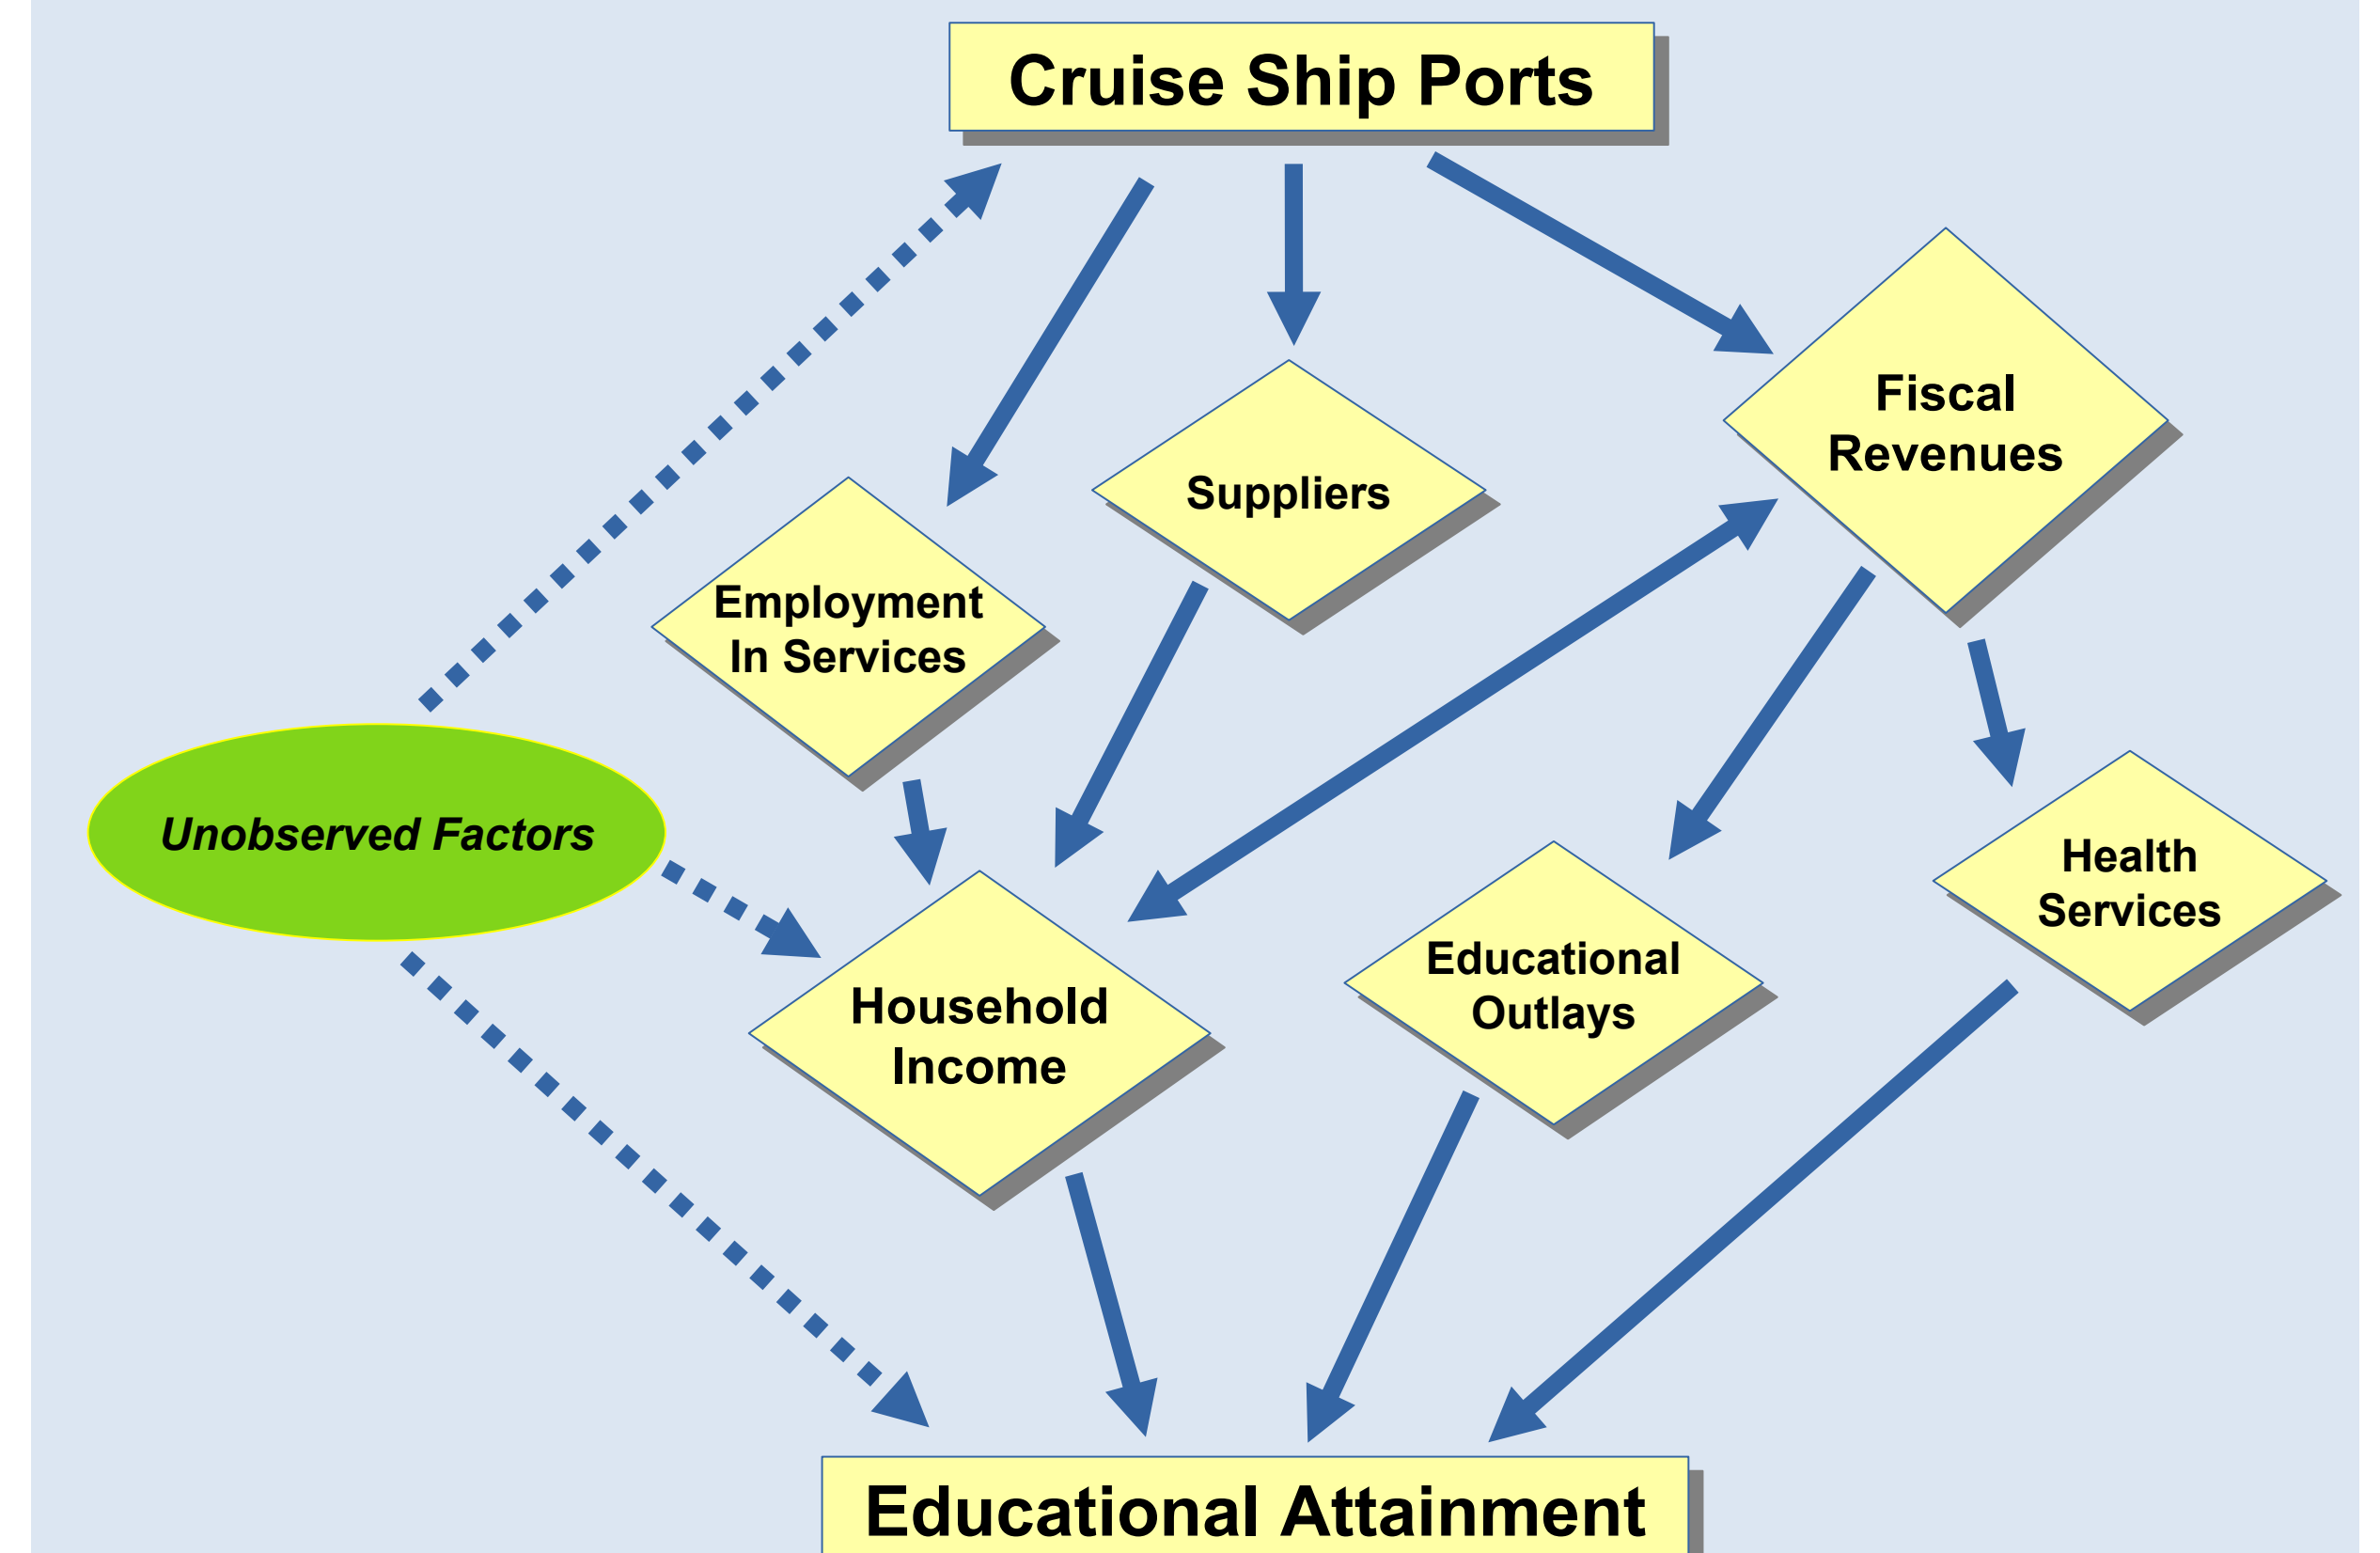 Cruise Ship Ports
Fiscal
Revenues
Suppliers
Employment
In Services
Unobserved Factors
Health
Services
Educational
Outlays
Household
Income
Educational Attainment